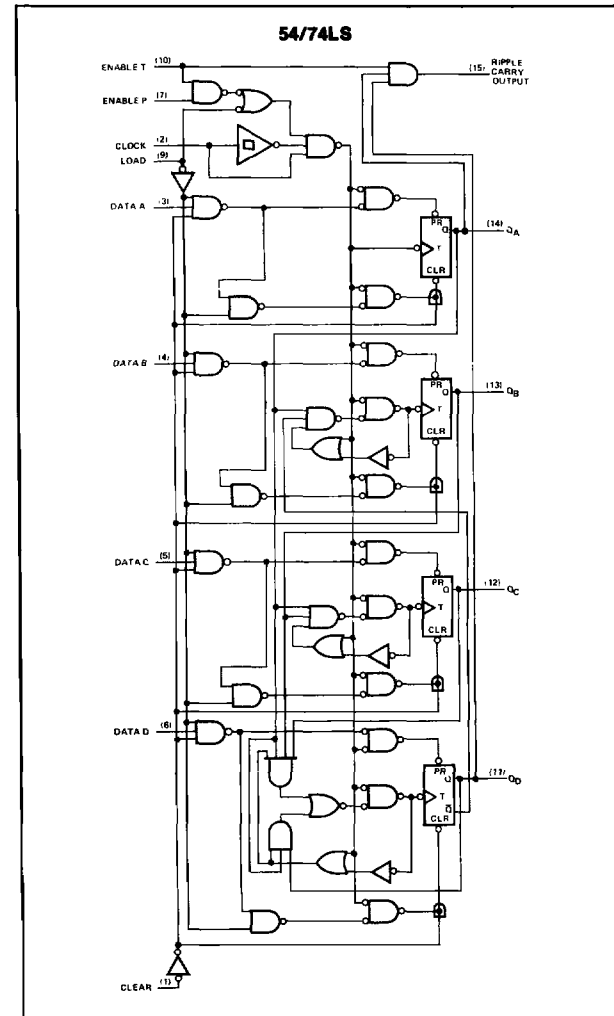 54/74LS
ENABLE T (10)
(15) RIPPLE CARRY OUTPUT
ENABLE P (7)
CLOCK (2)
LOAD (9)
DATA A (3)
PR
Q (14) QA
T
CLR
DATA B (4)
PR
Q (13) QB
T
CLR
DATA C (5)
PR
Q (12) QC
T
CLR
DATA D (6)
PR
Q (11) QD
T
Q
CLR
CLEAR (1)